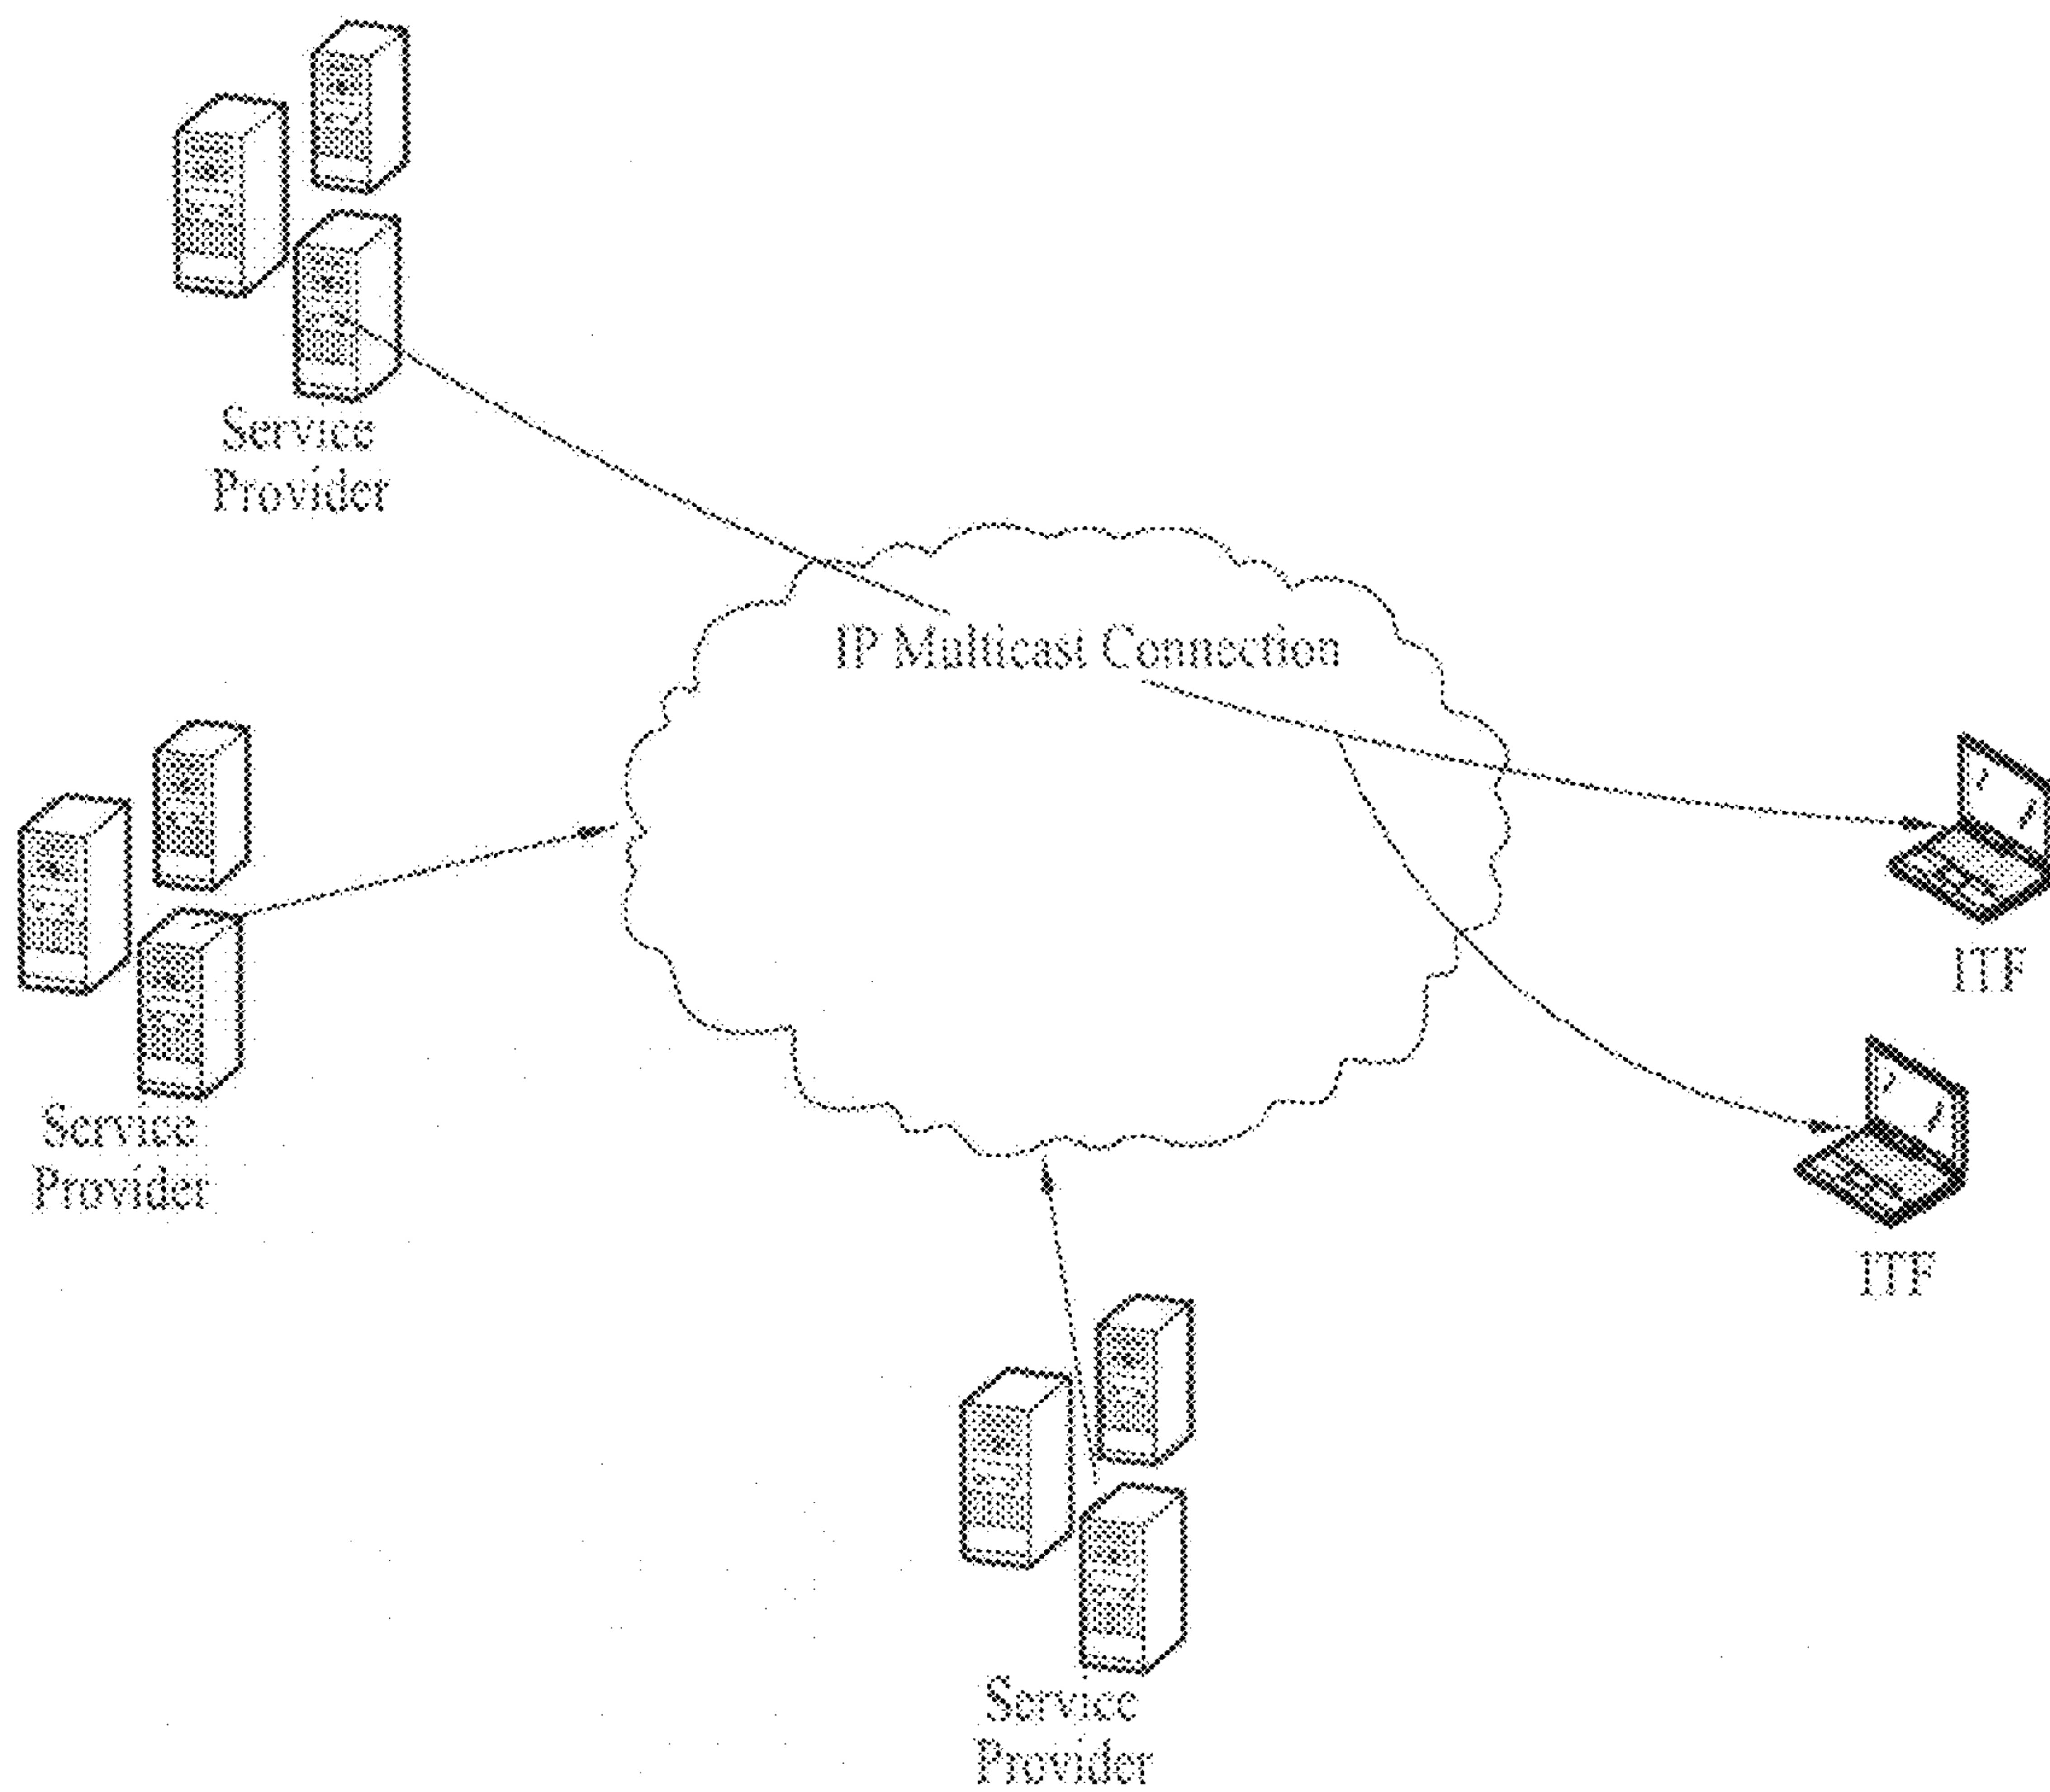 Service
Provider
IP Multicast Connection
Service
Provider
ITF
ITF
Service
Provider